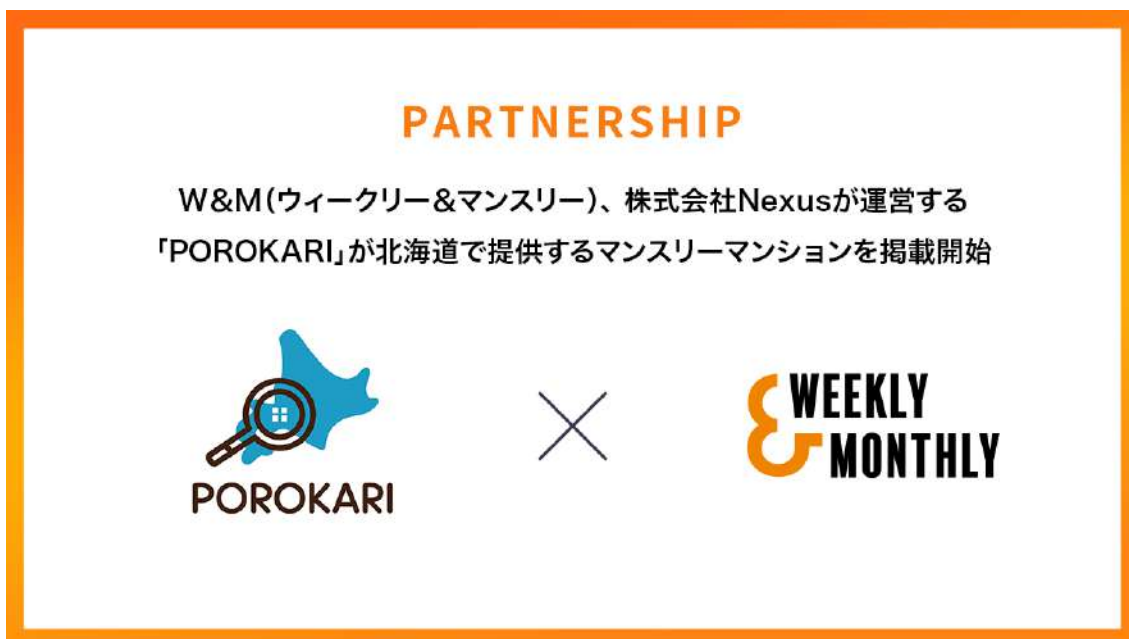 PARTNERSHIP
W&M(ウィークリー&マンスリー)、株式会社Nexusが運営する
「POROKARI」が北海道で提供するマンスリーマンションを掲載開始
POROKARI
&WEEKLY
MONTHLY